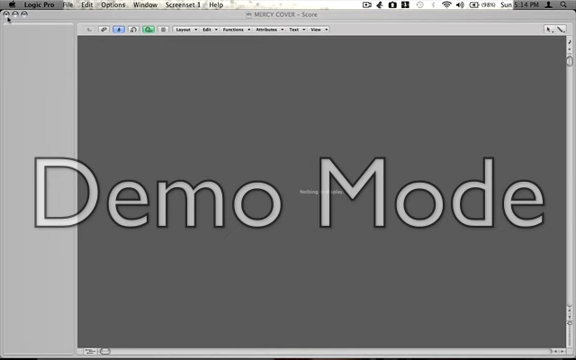 Logic Pro File Edit Options Window Screenset 1 Help (98%) Sun 5:14 PM
MERCY COVER – Score
Layout Edit Functions Attributes Text View
Demo Mode